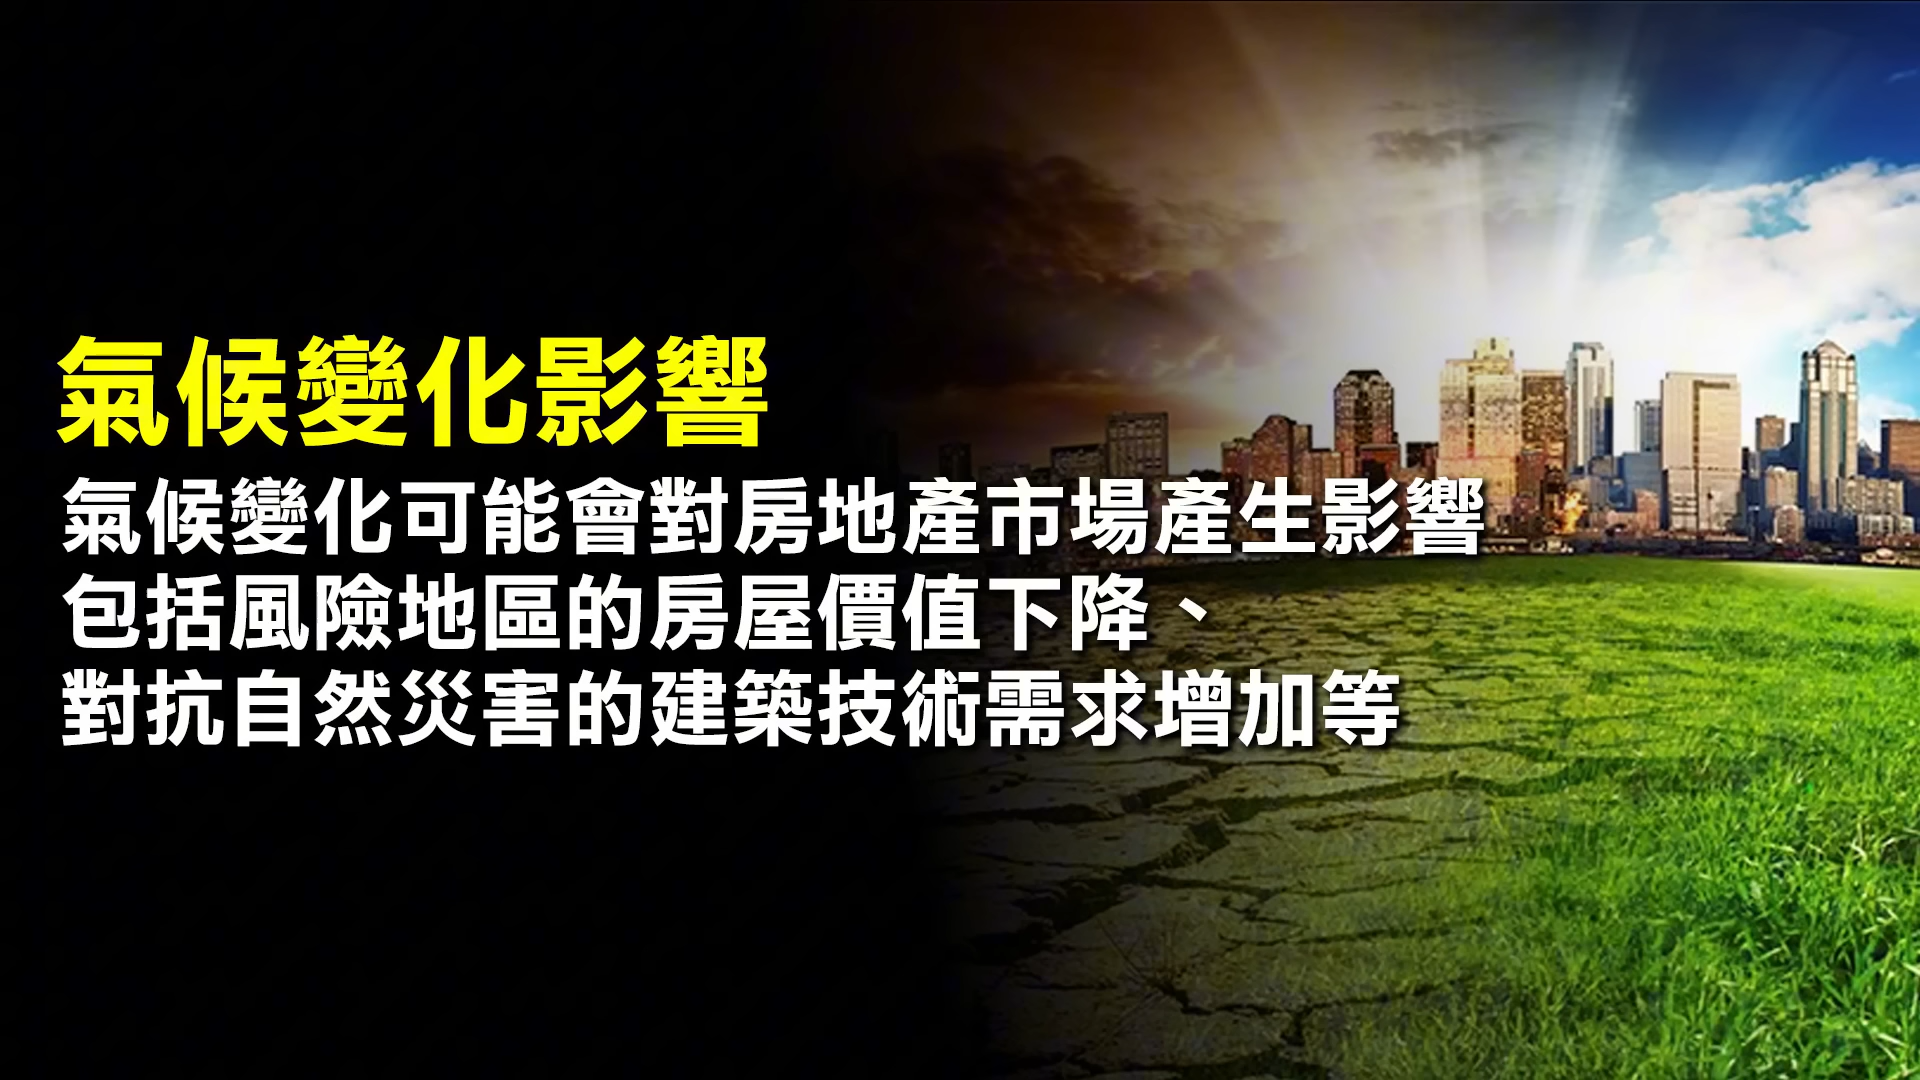 氣候變化影響
氣候變化可能會對房地產市場產生影響
包括風險地區的房屋價值下降、
對抗自然災害的建築技術需求增加等